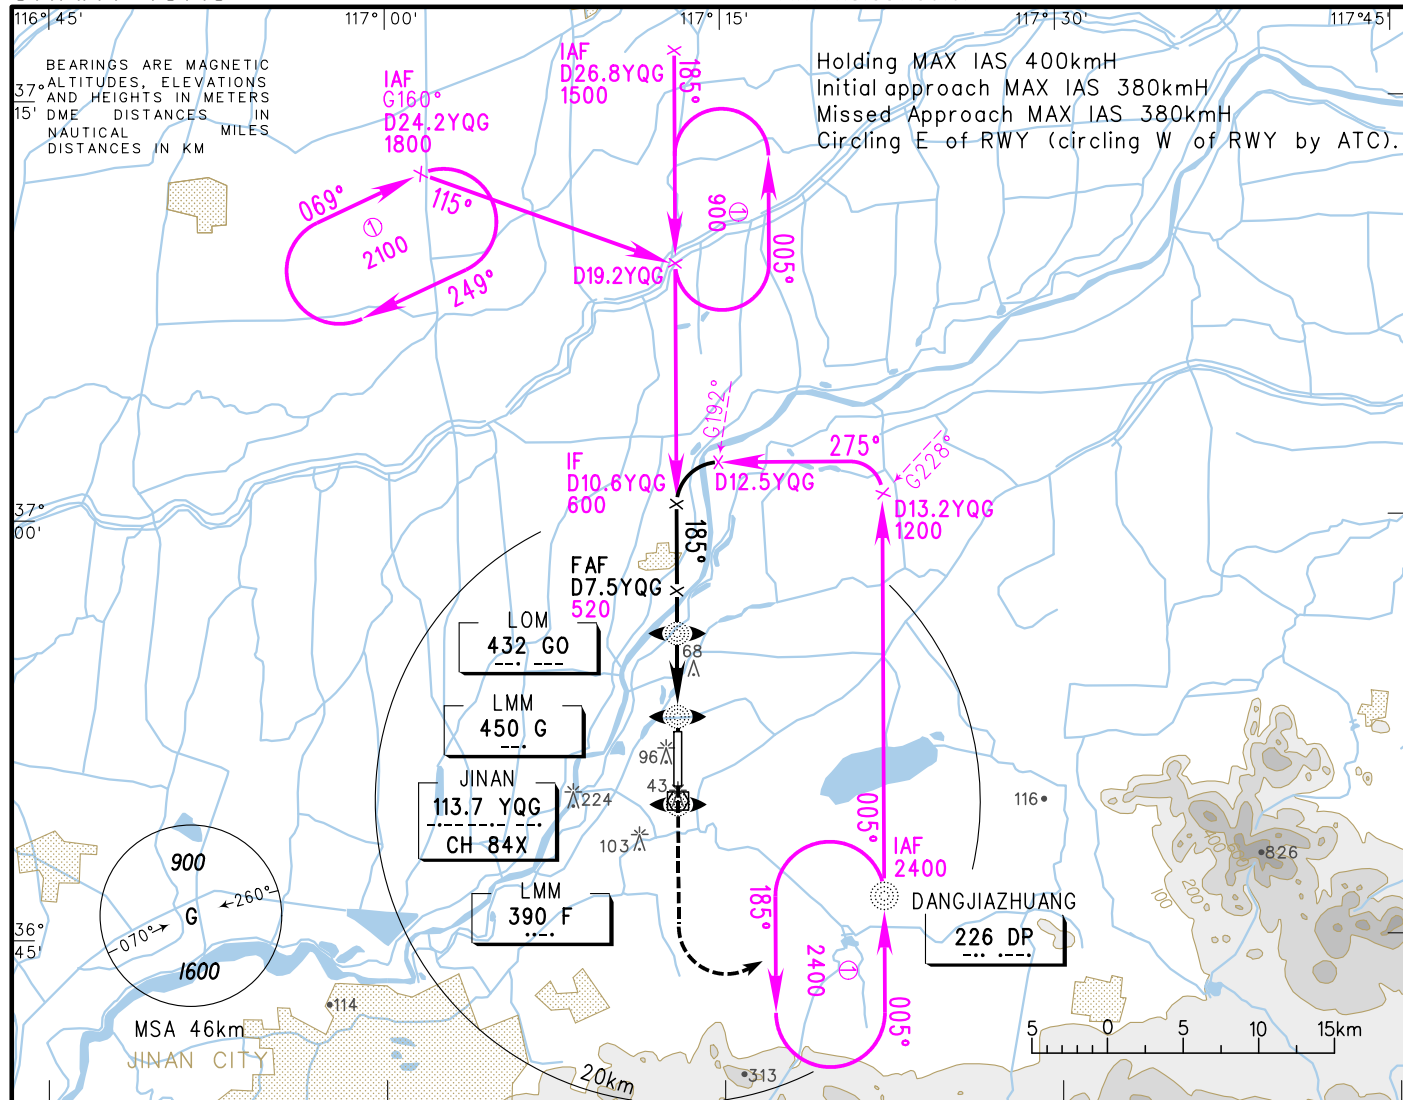 116°45'
117°00'
117°15'
117°30'
117°45'
BEARINGS ARE MAGNETIC
ALTITUDES, ELEVATIONS
AND HEIGHTS IN METERS
DME DISTANCES IN
NAUTICAL MILES
DISTANCES IN KM
37°
15'
IAF
G160°
D24.2YQG
1800
IAF
D26.8YQG
1500
185°
Holding MAX IAS 400kmH
Initial approach MAX IAS 380kmH
Missed Approach MAX IAS 380kmH
Circling E of RWY (circling W of RWY by ATC).
069°
115°
①
2100
249°
①
900
005°
D19.2YQG
G192°
275°
G228°
IF
D10.6YQG
600
D12.5YQG
D13.2YQG
1200
37°
00'
185°
FAF
D7.5YQG
520
LOM
432 GO
--· ---
68
LMM
450 G
--·
96
JINAN
113.7 YQG
-·-- --·- --·
CH 84X
43
224
103
116
826
100
200
005°
IAF
2400
LMM
390 F
··-·
DANGJIAZHUANG
226 DP
-·· ·--·
185°
①
2400
005°
900
G
260°
070°
1600
36°
45'
114
MSA 46km
JINAN CITY
20km
313
5 0 5 10 15km